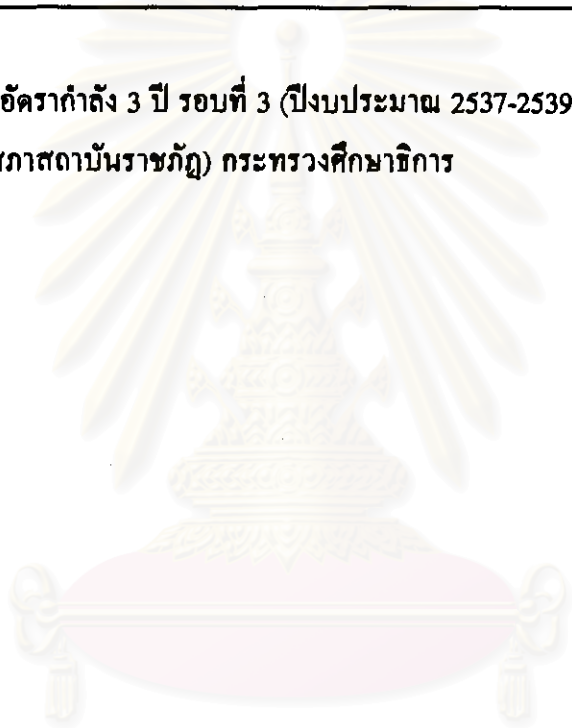 อัตรากำลัง 3 ปี รอบที่ 3 (ปีงบประมาณ 2537-2539
สภาสถาบันราชภัฏ) กระทรวงศึกษาธิการ